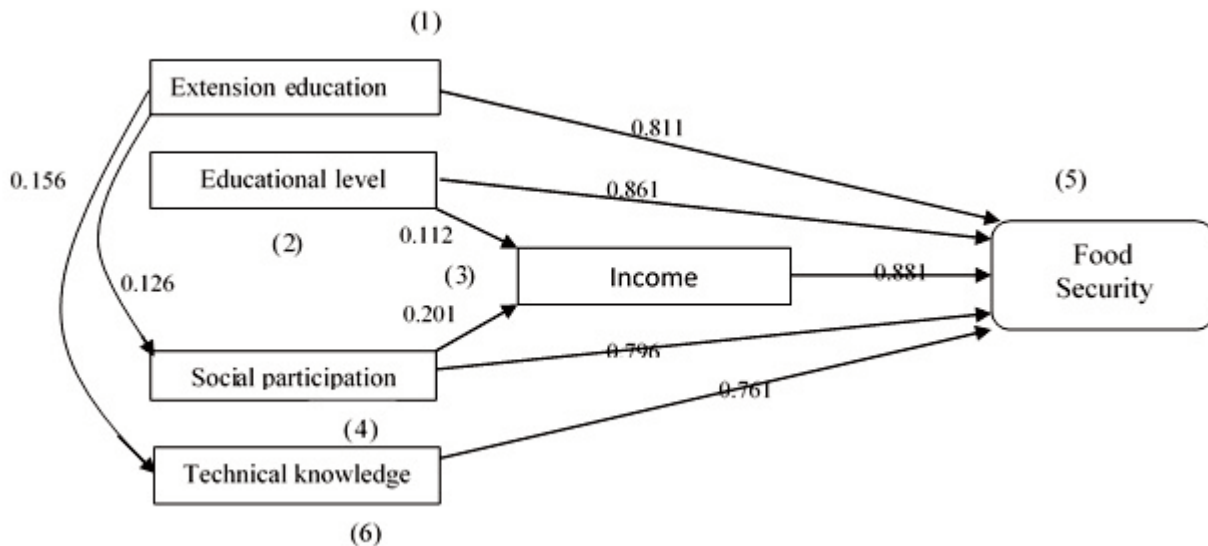 (1)
Extension education
0.811
0.156
Educational level
0.861
(5)
(2)
0.112
Food
Security
(3)
Income
0.881
0.126
0.201
Social participation
0.796
(4)
0.761
Technical knowledge
(6)